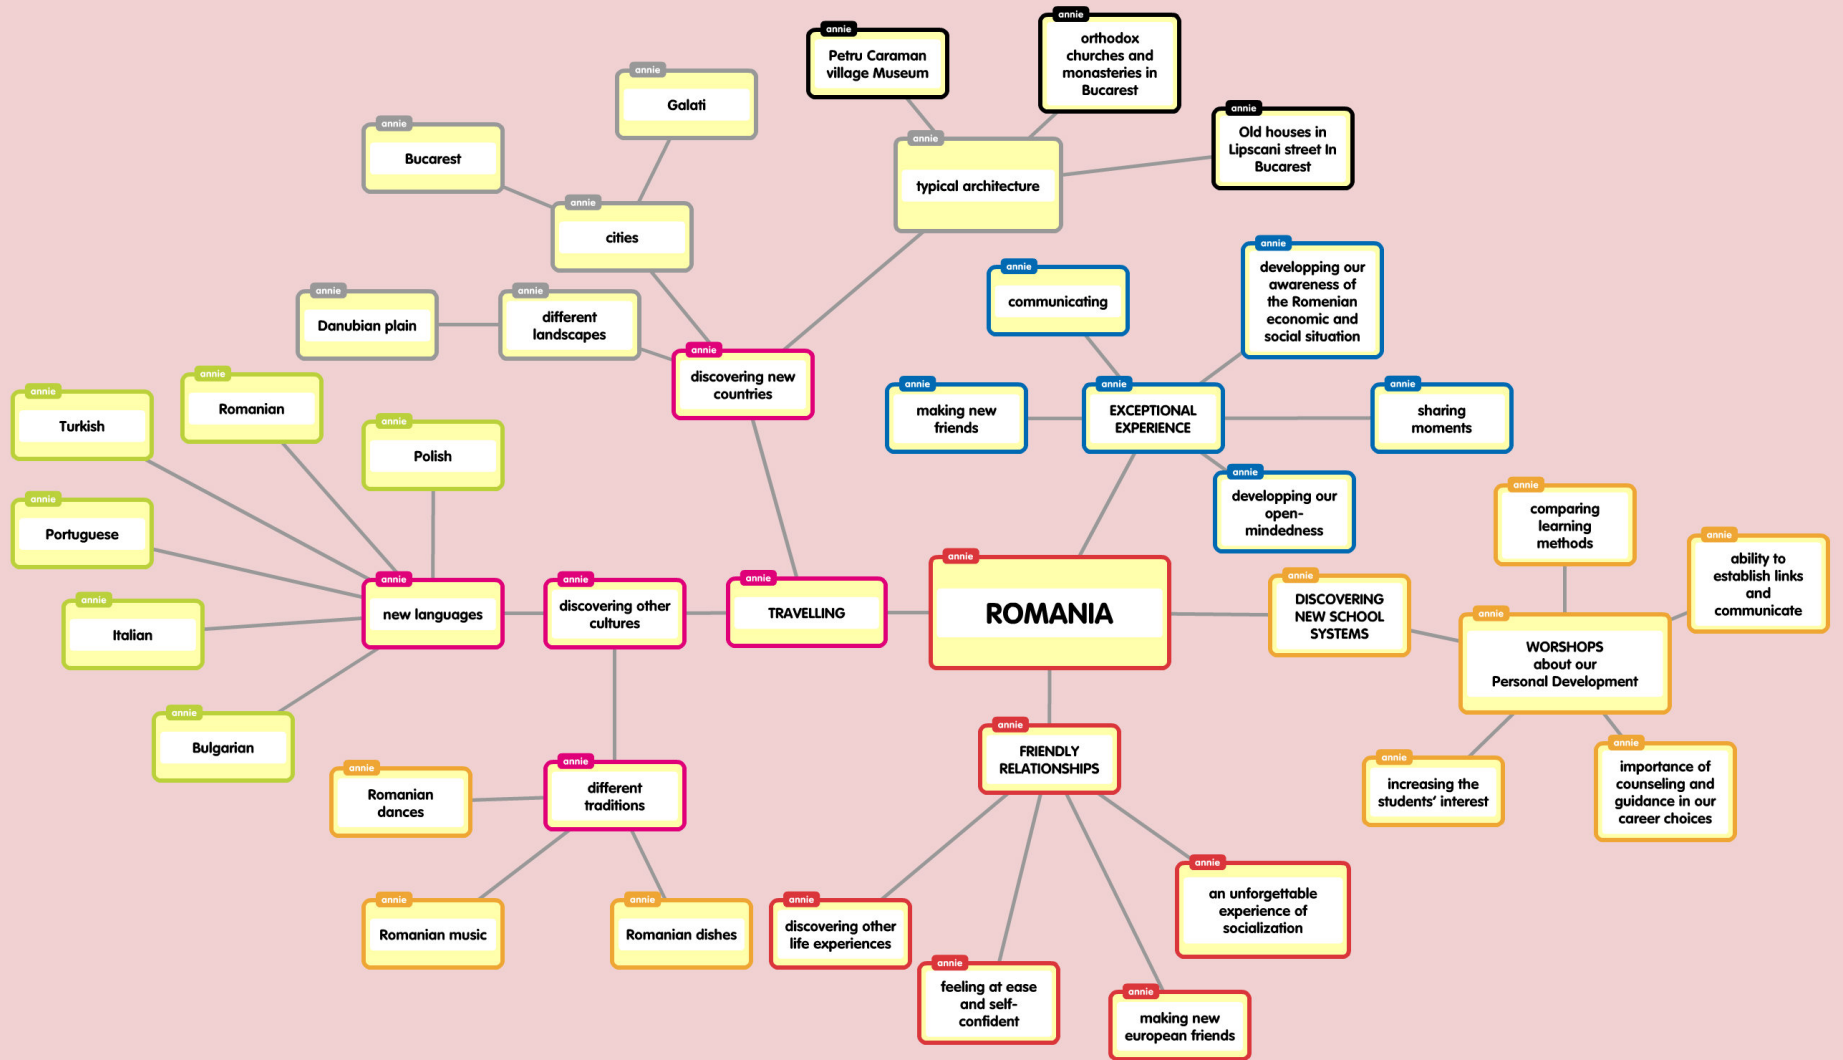 annie
Petru Caraman
village Museum
annie
orthodox
churches and
monasteries in
Bucarest
annie
Galati
annie
Bucarest
annie
Old houses in
Lipscani street In
Bucarest
annie
typical architecture
annie
cities
annie
communicating
annie
developping our
awareness of
the Romenian
economic and
social situation
annie
Danubian plain
annie
different
landscapes
annie
discovering new
countries
annie
making new
friends
annie
EXCEPTIONAL
EXPERIENCE
annie
sharing
moments
annie
Turkish
annie
Romanian
annie
Polish
annie
developping our
open-
mindedness
annie
comparing
learning
methods
annie
Portuguese
annie
ability to
establish links
and
communicate
annie
new languages
annie
discovering other
cultures
annie
TRAVELLING
annie
ROMANIA
annie
DISCOVERING
NEW SCHOOL
SYSTEMS
annie
Italian
annie
WORSHOPS
about our
Personal Development
annie
Bulgarian
annie
FRIENDLY
RELATIONSHIPS
annie
increasing the
students' interest
annie
importance of
counseling and
guidance in our
career choices
annie
Romanian
dances
annie
different
traditions
annie
Romanian music
annie
Romanian dishes
annie
discovering other
life experiences
annie
an unforgettable
experience of
socialization
annie
feeling at ease
and self-
confident
annie
making new
european friends